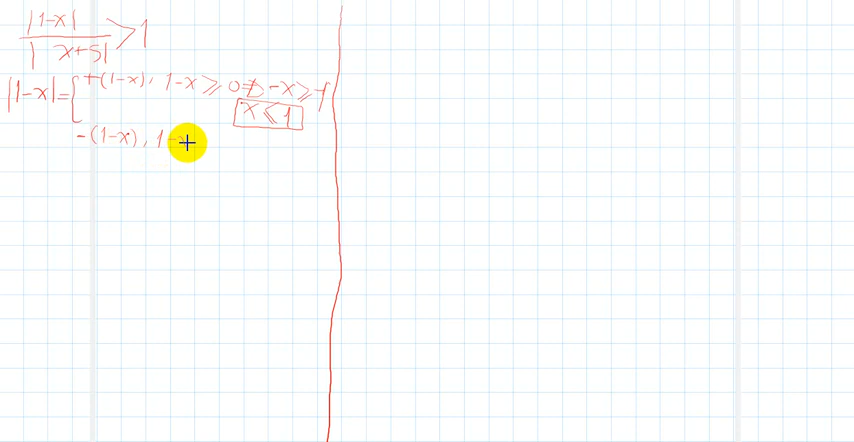 |1-x|
| x+5| > 1
|1-x| = { +(1-x), 1-x ≥ 0 ⇒ -x ≥ -1
x ≤ 1
-(1-x), 1-x